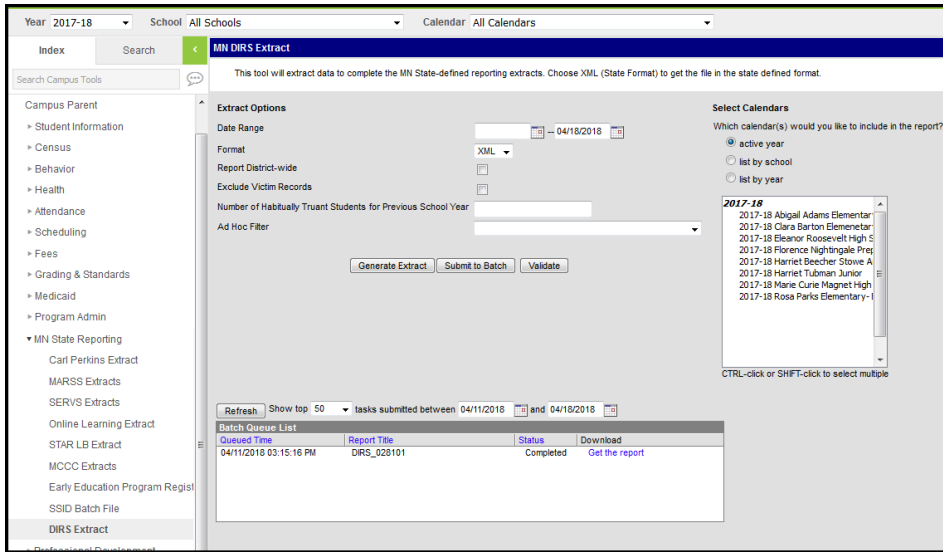 Year 2017-18 School All Schools Calendar All Calendars
Index Search <
Search Campus Tools
Campus Parent
Student Information
Census
Behavior
Health
Attendance
Scheduling
Fees
Grading & Standards
Medicaid
Program Admin
MN State Reporting
Carl Perkins Extract
MARSS Extracts
SERVS Extracts
Online Learning Extract
STAR LB Extract
MCCC Extracts
Early Education Program Regist
SSID Batch File
DIRS Extract
Professional Development
MN DIRS Extract
This tool will extract data to complete the MN State-defined reporting extracts. Choose XML (State Format) to get the file in the state defined format.
Extract Options
Date Range -- 04/18/2018
Format XML
Report District-wide
Exclude Victim Records
Number of Habitually Truant Students for Previous School Year
Ad Hoc Filter
Generate Extract Submit to Batch Validate
Select Calendars
Which calendar(s) would you like to include in the report?
active year
list by school
list by year
2017-18
2017-18 Abigail Adams Elementar
2017-18 Clara Barton Elemenetar
2017-18 Eleanor Roosevelt High S
2017-18 Florence Nightingale Prep
2017-18 Harriet Beecher Stowe A
2017-18 Harriet Tubman Junior
2017-18 Marie Curie Magnet High
2017-18 Rosa Parks Elementary- I
CTRL-click or SHIFT-click to select multiple
Refresh Show top 50 tasks submitted between 04/11/2018 and 04/18/2018
Batch Queue List
Queued Time Report Title Status Download
04/11/2018 03:15:16 PM DIRS_028101 Completed Get the report